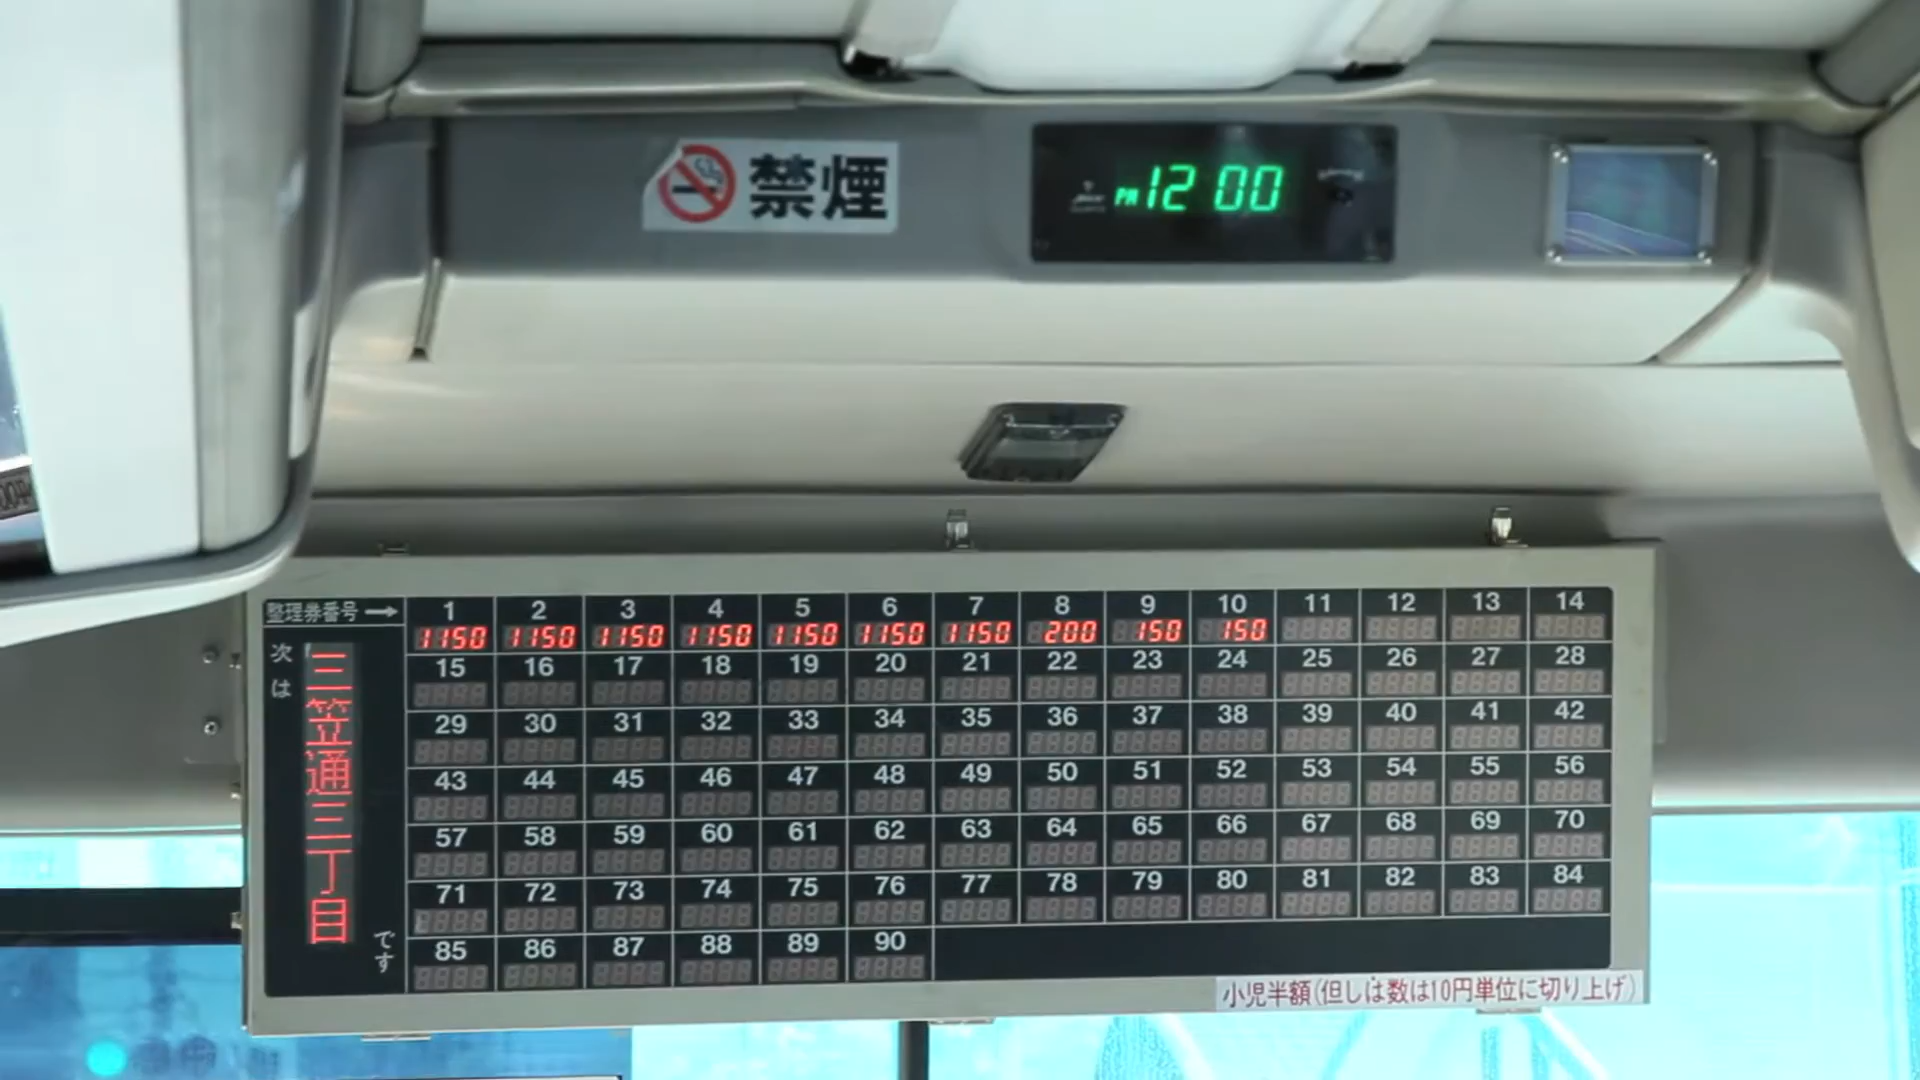 禁煙
PM 12 00
整理券番号→ 1 2 3 4 5 6 7 8 9 10 11 12 13 14
1150 1150 1150 1150 1150 1150 1150 200 150 150
15 16 17 18 19 20 21 22 23 24 25 26 27 28
29 30 31 32 33 34 35 36 37 38 39 40 41 42
43 44 45 46 47 48 49 50 51 52 53 54 55 56
57 58 59 60 61 62 63 64 65 66 67 68 69 70
71 72 73 74 75 76 77 78 79 80 81 82 83 84
85 86 87 88 89 90
次は
三笠通三丁目
です
小児半額(但しは数は10円単位に切り上げ)